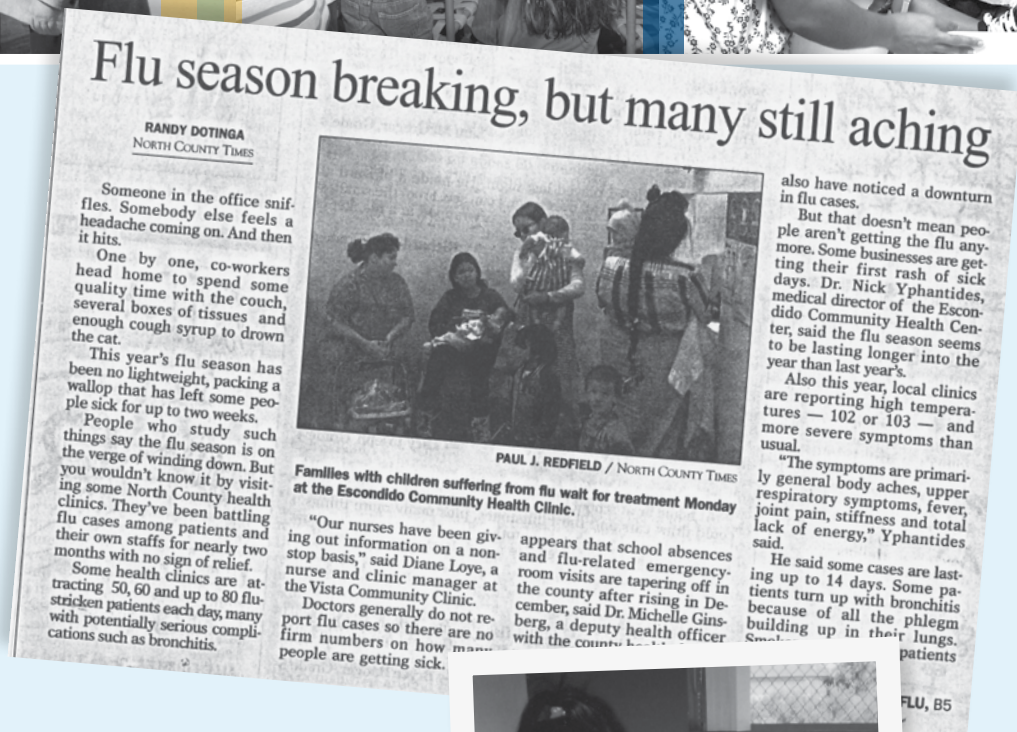 Flu season breaking, but many still aching
RANDY DOTINGA
NORTH COUNTY TIMES
Someone in the office snif-
fles. Somebody else feels a
headache coming on. And then
it hits.
One by one, co-workers
head home to spend some
quality time with the couch,
several boxes of tissues and
enough cough syrup to drown
the cat.
This year's flu season has
been no lightweight, packing a
wallop that has left some peo-
ple sick for up to two weeks.
People who study such
things say the flu season is on
the verge of winding down. But
you wouldn't know it by visit-
ing some North County health
clinics. They've been battling
flu cases among patients and
their own staffs for nearly two
months with no sign of relief.
Some health clinics are at-
tracting 50, 60 and up to 80 flu-
stricken patients each day, many
with potentially serious compli-
cations such as bronchitis.
PAUL J. REDFIELD / NORTH COUNTY TIMES
Families with children suffering from flu wait for treatment Monday
at the Escondido Community Health Clinic.
"Our nurses have been giv-
ing out information on a non-
stop basis," said Diane Loye, a
nurse and clinic manager at
the Vista Community Clinic.
Doctors generally do not re-
port flu cases so there are no
firm numbers on how many
people are getting sick.
appears that school absences
and flu-related emergency-
room visits are tapering off in
the county after rising in De-
cember, said Dr. Michelle Gins-
berg, a deputy health officer
with the county
also have noticed a downturn
in flu cases.
But that doesn't mean peo-
ple aren't getting the flu any-
more. Some businesses are get-
ting their first rash of sick
days. Dr. Nick Yphantides,
medical director of the Escon-
dido Community Health Cen-
ter, said the flu season seems
to be lasting longer into the
year than last year's.
Also this year, local clinics
are reporting high tempera-
tures — 102 or 103 — and
more severe symptoms than
usual.
"The symptoms are primari-
ly general body aches, upper
respiratory symptoms, fever,
joint pain, stiffness and total
lack of energy," Yphantides
said.
He said some cases are last-
ing up to 14 days. Some pa-
tients turn up with bronchitis
because of all the phlegm
building up in their lungs.
patients
FLU, B5